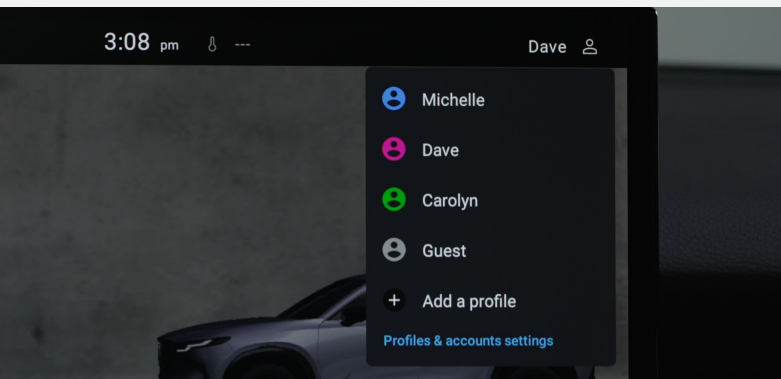 3:08 pm --- Dave
Michelle
Dave
Carolyn
Guest
Add a profile
Profiles & accounts settings